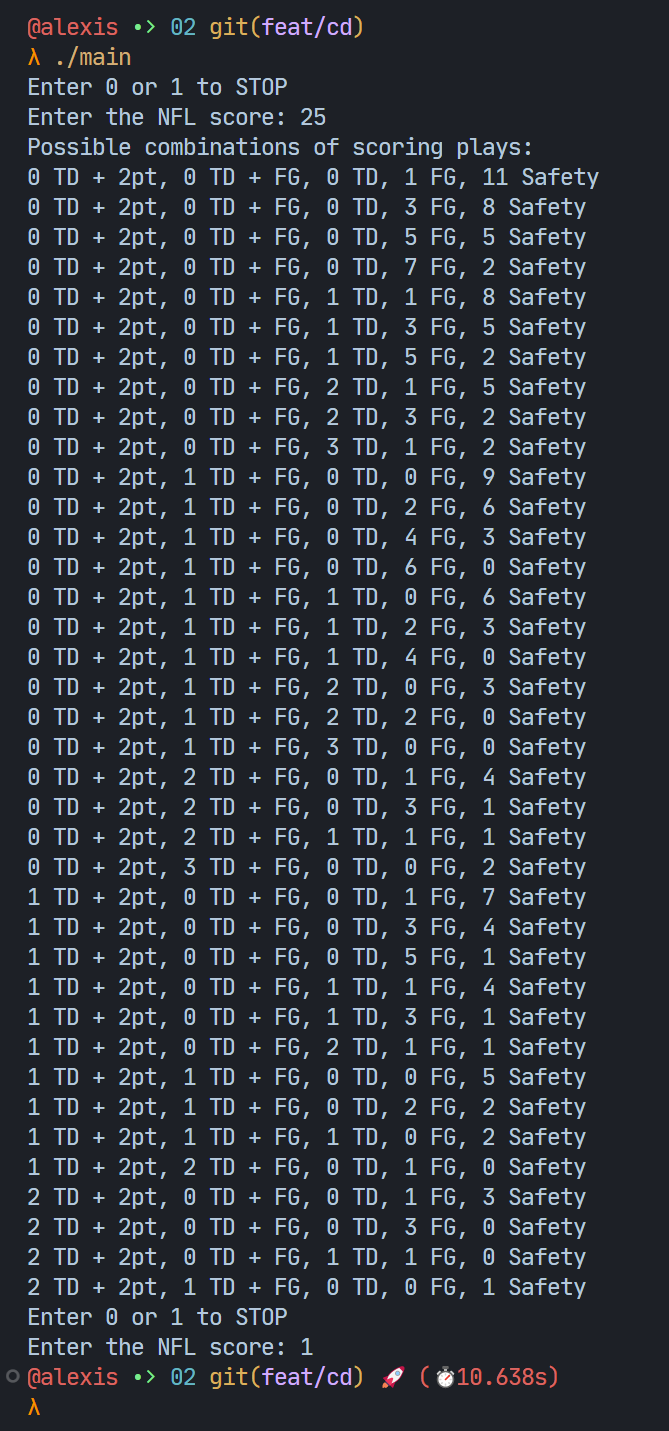 @alexis •> 02 git(feat/cd)
λ ./main
Enter 0 or 1 to STOP
Enter the NFL score: 25
Possible combinations of scoring plays:
0 TD + 2pt, 0 TD + FG, 0 TD, 1 FG, 11 Safety
0 TD + 2pt, 0 TD + FG, 0 TD, 3 FG, 8 Safety
0 TD + 2pt, 0 TD + FG, 0 TD, 5 FG, 5 Safety
0 TD + 2pt, 0 TD + FG, 0 TD, 7 FG, 2 Safety
0 TD + 2pt, 0 TD + FG, 1 TD, 1 FG, 8 Safety
0 TD + 2pt, 0 TD + FG, 1 TD, 3 FG, 5 Safety
0 TD + 2pt, 0 TD + FG, 1 TD, 5 FG, 2 Safety
0 TD + 2pt, 0 TD + FG, 2 TD, 1 FG, 5 Safety
0 TD + 2pt, 0 TD + FG, 2 TD, 3 FG, 2 Safety
0 TD + 2pt, 0 TD + FG, 3 TD, 1 FG, 2 Safety
0 TD + 2pt, 1 TD + FG, 0 TD, 0 FG, 9 Safety
0 TD + 2pt, 1 TD + FG, 0 TD, 2 FG, 6 Safety
0 TD + 2pt, 1 TD + FG, 0 TD, 4 FG, 3 Safety
0 TD + 2pt, 1 TD + FG, 0 TD, 6 FG, 0 Safety
0 TD + 2pt, 1 TD + FG, 1 TD, 0 FG, 6 Safety
0 TD + 2pt, 1 TD + FG, 1 TD, 2 FG, 3 Safety
0 TD + 2pt, 1 TD + FG, 1 TD, 4 FG, 0 Safety
0 TD + 2pt, 1 TD + FG, 2 TD, 0 FG, 3 Safety
0 TD + 2pt, 1 TD + FG, 2 TD, 2 FG, 0 Safety
0 TD + 2pt, 1 TD + FG, 3 TD, 0 FG, 0 Safety
0 TD + 2pt, 2 TD + FG, 0 TD, 1 FG, 4 Safety
0 TD + 2pt, 2 TD + FG, 0 TD, 3 FG, 1 Safety
0 TD + 2pt, 2 TD + FG, 1 TD, 1 FG, 1 Safety
0 TD + 2pt, 3 TD + FG, 0 TD, 0 FG, 2 Safety
1 TD + 2pt, 0 TD + FG, 0 TD, 1 FG, 7 Safety
1 TD + 2pt, 0 TD + FG, 0 TD, 3 FG, 4 Safety
1 TD + 2pt, 0 TD + FG, 0 TD, 5 FG, 1 Safety
1 TD + 2pt, 0 TD + FG, 1 TD, 1 FG, 4 Safety
1 TD + 2pt, 0 TD + FG, 1 TD, 3 FG, 1 Safety
1 TD + 2pt, 0 TD + FG, 2 TD, 1 FG, 1 Safety
1 TD + 2pt, 1 TD + FG, 0 TD, 0 FG, 5 Safety
1 TD + 2pt, 1 TD + FG, 0 TD, 2 FG, 2 Safety
1 TD + 2pt, 1 TD + FG, 1 TD, 0 FG, 2 Safety
1 TD + 2pt, 2 TD + FG, 0 TD, 1 FG, 0 Safety
2 TD + 2pt, 0 TD + FG, 0 TD, 1 FG, 3 Safety
2 TD + 2pt, 0 TD + FG, 0 TD, 3 FG, 0 Safety
2 TD + 2pt, 0 TD + FG, 1 TD, 1 FG, 0 Safety
2 TD + 2pt, 1 TD + FG, 0 TD, 0 FG, 1 Safety
Enter 0 or 1 to STOP
Enter the NFL score: 1
@alexis •> 02 git(feat/cd) 🚀 (⏱10.638s)
λ